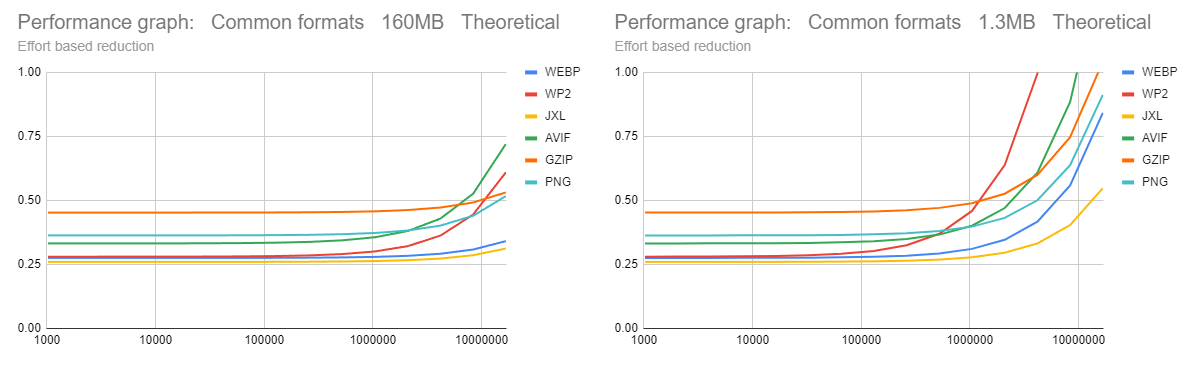 Performance graph: Common formats 160MB Theoretical
Effort based reduction
1.00
0.75
0.50
0.25
0.00
1000 10000 100000 1000000 10000000
WEBP
WP2
JXL
AVIF
GZIP
PNG
Performance graph: Common formats 1.3MB Theoretical
Effort based reduction
1.00
0.75
0.50
0.25
0.00
1000 10000 100000 1000000 10000000
WEBP
WP2
JXL
AVIF
GZIP
PNG